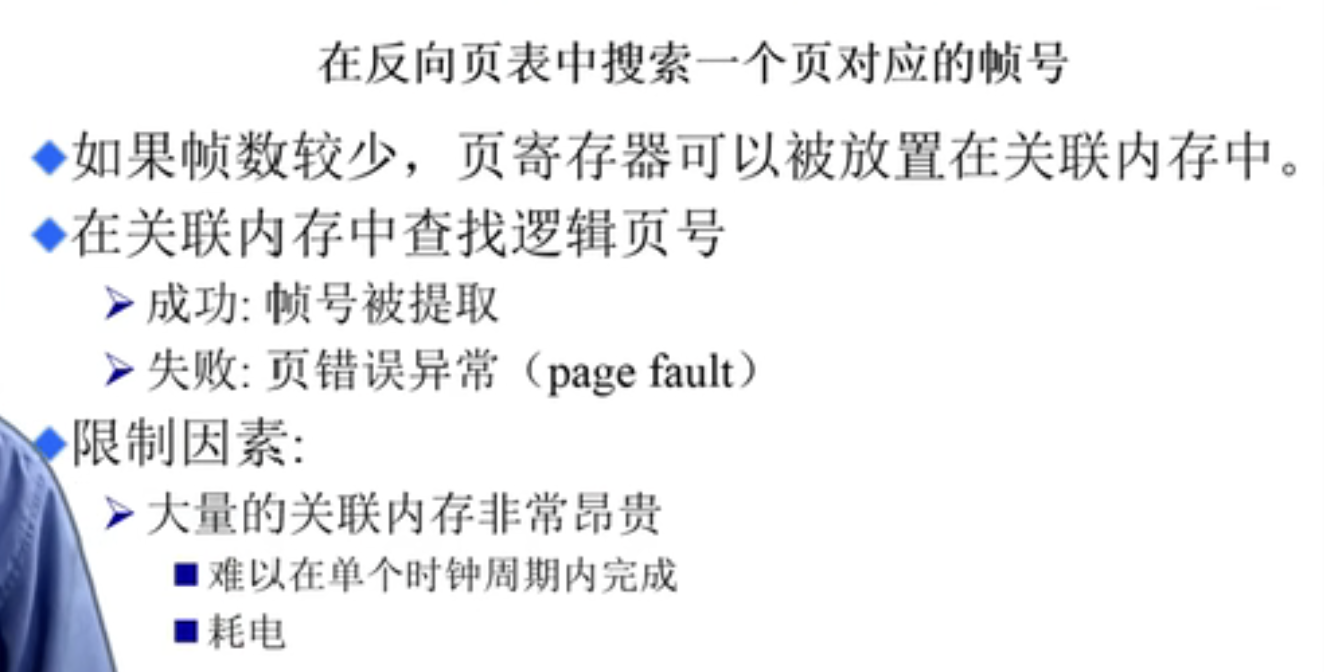 在反向页表中搜索一个页对应的帧号
如果帧数较少，页寄存器可以被放置在关联内存中。
在关联内存中查找逻辑页号
成功: 帧号被提取
失败: 页错误异常（page fault）
限制因素:
大量的关联内存非常昂贵
难以在单个时钟周期内完成
耗电